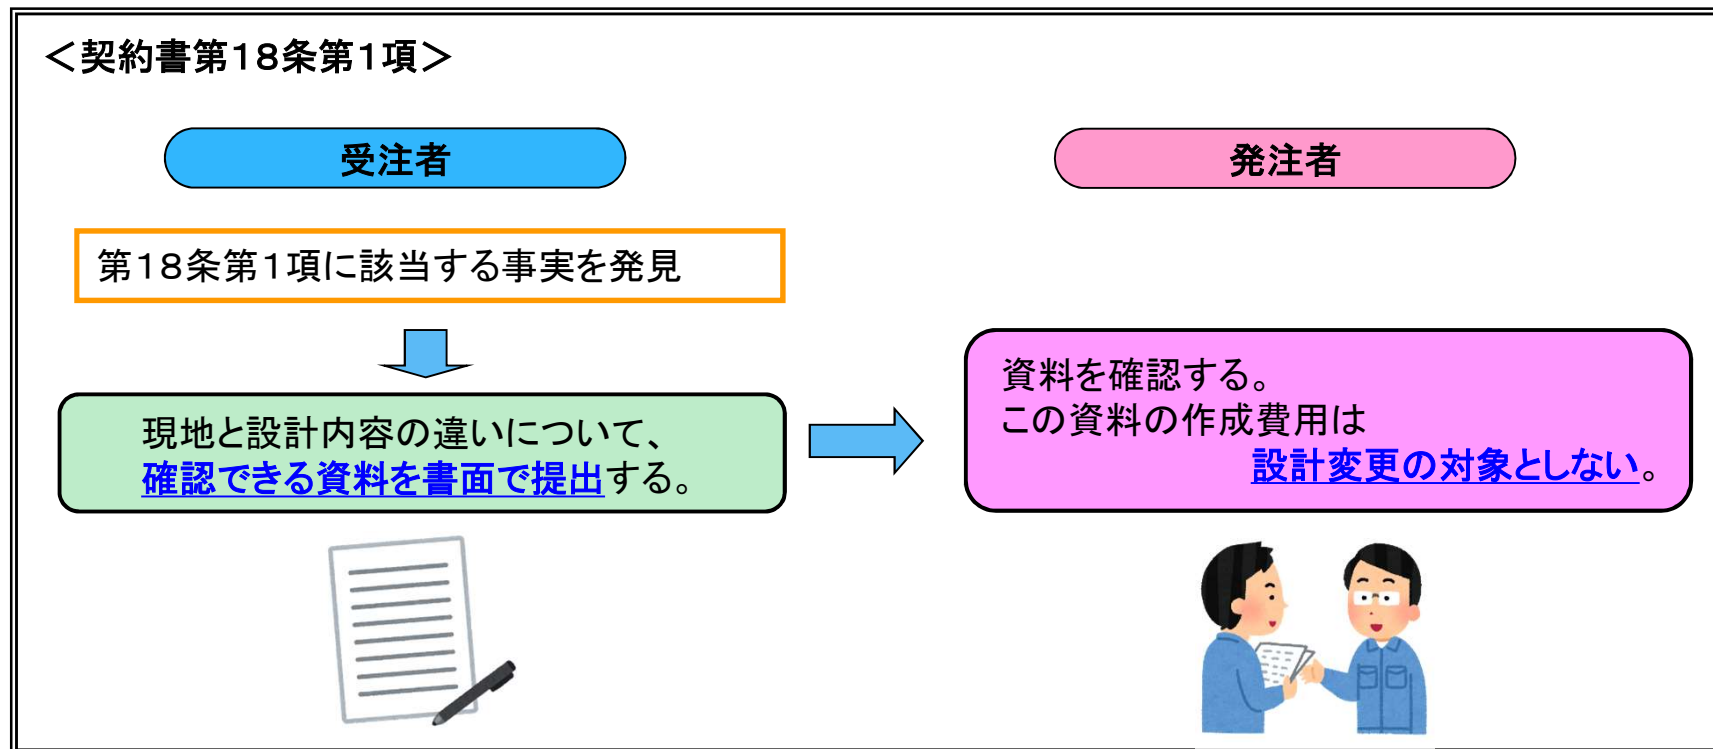 ＜契約書第１８条第１項＞
受注者
発注者
第１８条第１項に該当する事実を発見
現地と設計内容の違いについて、
確認できる資料を書面で提出する。
資料を確認する。
この資料の作成費用は
設計変更の対象としない。